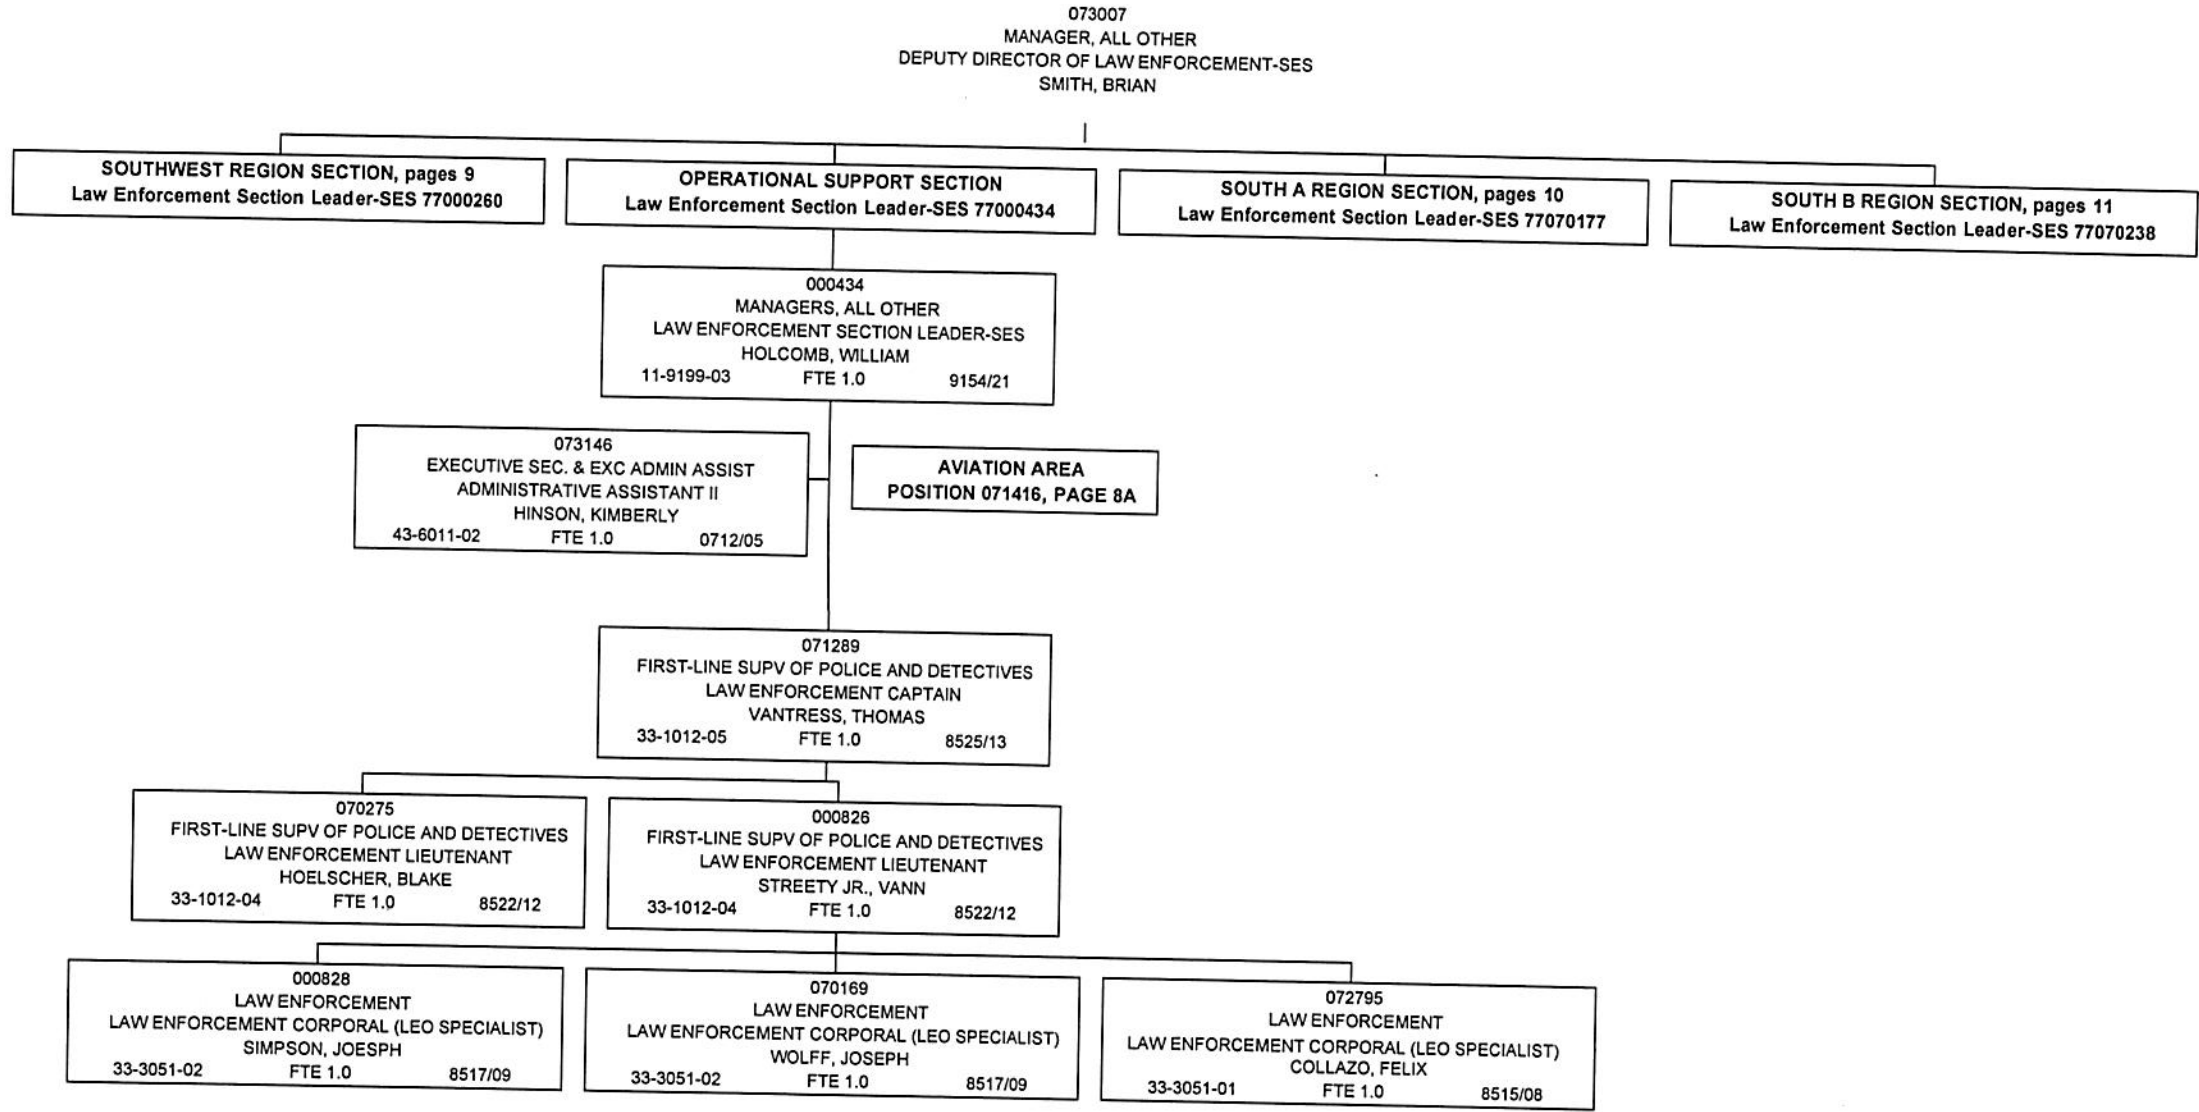 073007
MANAGER, ALL OTHER
DEPUTY DIRECTOR OF LAW ENFORCEMENT-SES
SMITH, BRIAN
SOUTHWEST REGION SECTION, pages 9
Law Enforcement Section Leader-SES 77000260
OPERATIONAL SUPPORT SECTION
Law Enforcement Section Leader-SES 77000434
SOUTH A REGION SECTION, pages 10
Law Enforcement Section Leader-SES 77070177
SOUTH B REGION SECTION, pages 11
Law Enforcement Section Leader-SES 77070238
000434
MANAGERS, ALL OTHER
LAW ENFORCEMENT SECTION LEADER-SES
HOLCOMB, WILLIAM
11-9199-03 FTE 1.0 9154/21
073146
EXECUTIVE SEC. & EXC ADMIN ASSIST
ADMINISTRATIVE ASSISTANT II
HINSON, KIMBERLY
43-6011-02 FTE 1.0 0712/05
AVIATION AREA
POSITION 071416, PAGE 8A
071289
FIRST-LINE SUPV OF POLICE AND DETECTIVES
LAW ENFORCEMENT CAPTAIN
VANTRESS, THOMAS
33-1012-05 FTE 1.0 8525/13
070275
FIRST-LINE SUPV OF POLICE AND DETECTIVES
LAW ENFORCEMENT LIEUTENANT
HOELSCHER, BLAKE
33-1012-04 FTE 1.0 8522/12
000826
FIRST-LINE SUPV OF POLICE AND DETECTIVES
LAW ENFORCEMENT LIEUTENANT
STREETY JR., VANN
33-1012-04 FTE 1.0 8522/12
000828
LAW ENFORCEMENT
LAW ENFORCEMENT CORPORAL (LEO SPECIALIST)
SIMPSON, JOESPH
33-3051-02 FTE 1.0 8517/09
070169
LAW ENFORCEMENT
LAW ENFORCEMENT CORPORAL (LEO SPECIALIST)
WOLFF, JOSEPH
33-3051-02 FTE 1.0 8517/09
072795
LAW ENFORCEMENT
LAW ENFORCEMENT CORPORAL (LEO SPECIALIST)
COLLAZO, FELIX
33-3051-01 FTE 1.0 8515/08